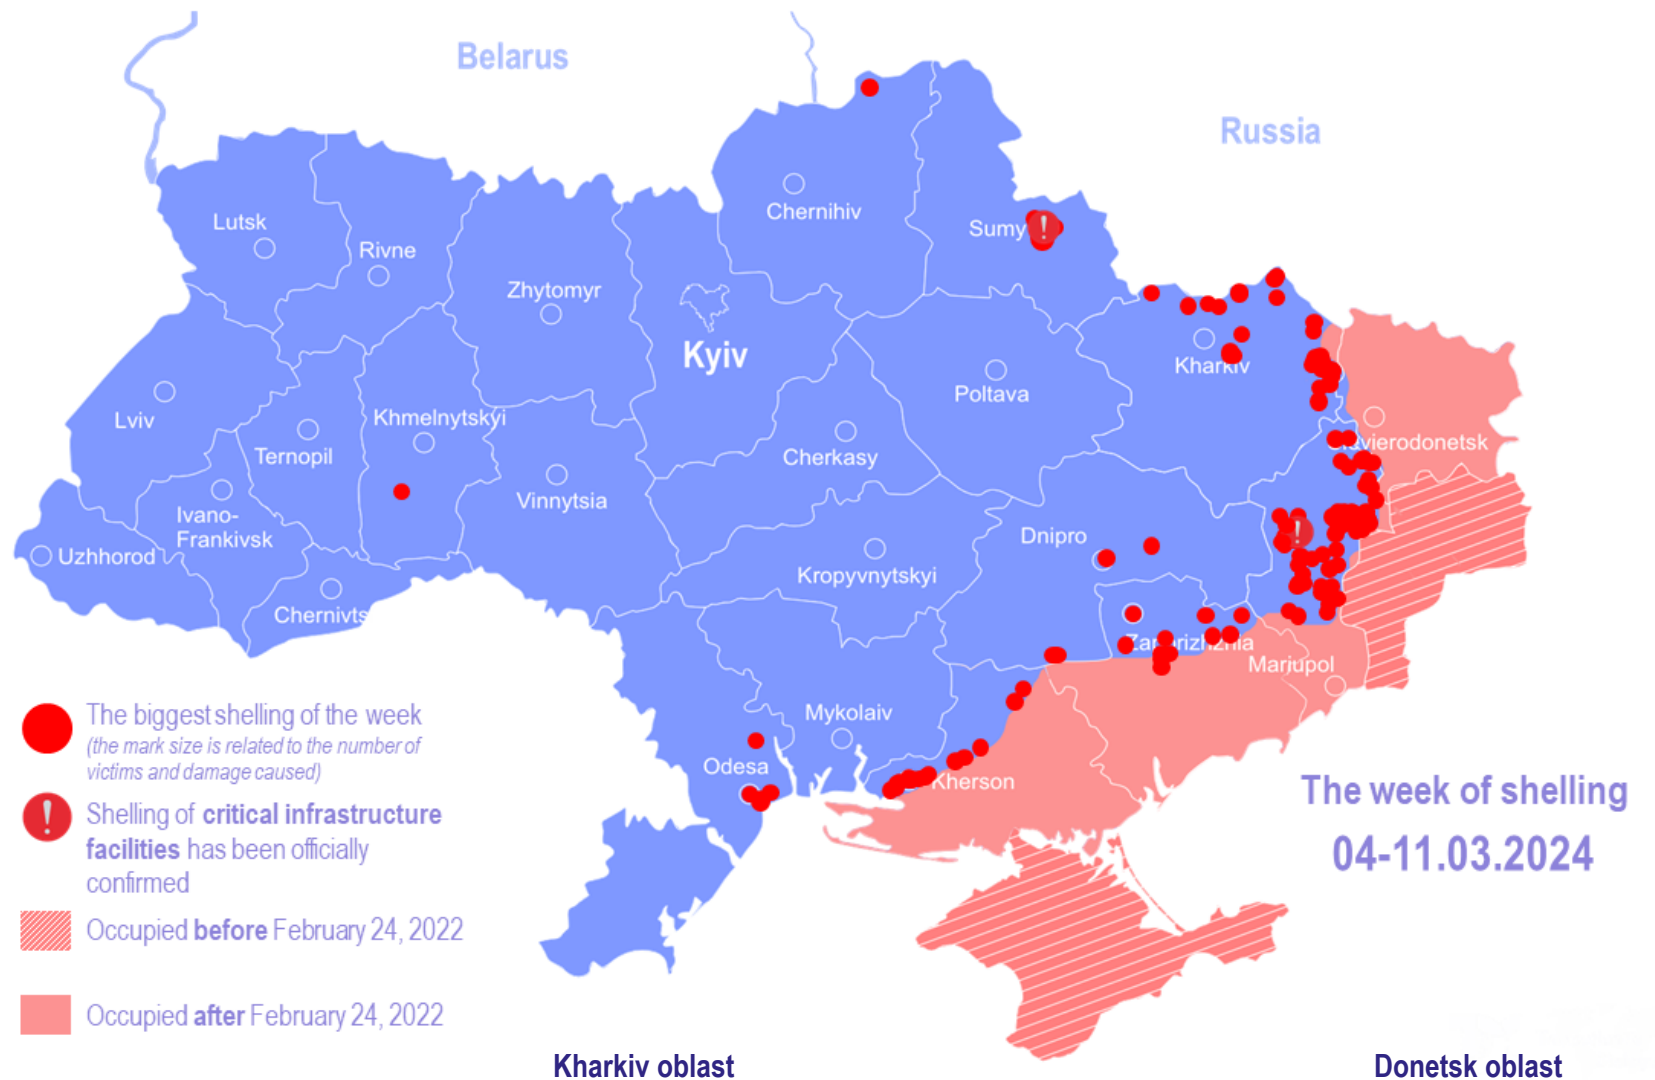 Belarus
Russia
Chernihiv
Lutsk
Sumy
Rivne
Zhytomyr
Kyiv
Kharkiv
Poltava
Lviv
Khmelnytskyi
Ternopil
Cherkasy
vierodonetsk
Vinnytsia
Ivano-
Frankivsk
Dnipro
Uzhhorod
Kropyvnytskyi
Chernivts
Zaporizhzhia
Mariupol
Mykolaiv
Odesa
Kherson
The biggest shelling of the week
(the mark size is related to the number of
victims and damage caused)
!
Shelling of critical infrastructure
facilities has been officially
confirmed
Occupied before February 24, 2022
Occupied after February 24, 2022
The week of shelling
04-11.03.2024
Kharkiv oblast
Donetsk oblast